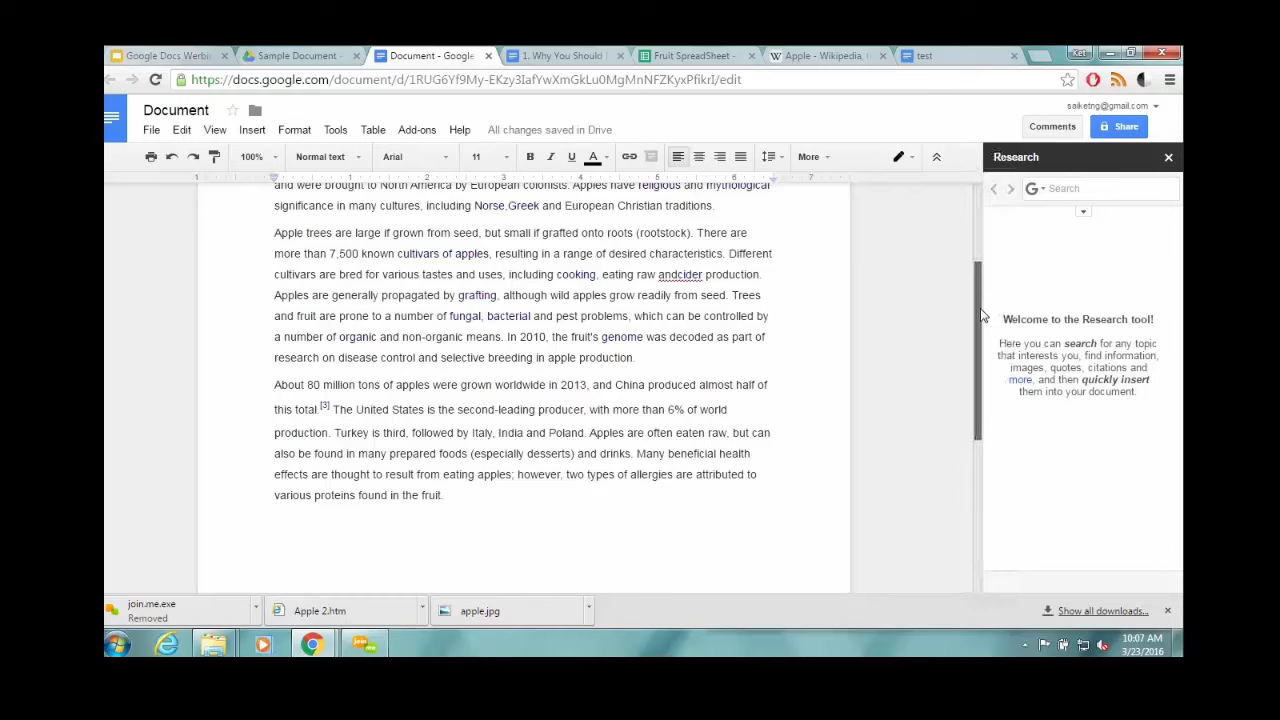 Google Docs Werbin
Sample Document -
Document - Google
1. Why You Should
Fruit SpreadSheet -
W Apple - Wikipedia, t
test
https://docs.google.com/document/d/1RUG6Yf9My-EKzy3IafYwXmGkLu0MgMnNFZKyxPfikrI/edit
Document
saiketng@gmail.com
File Edit View Insert Format Tools Table Add-ons Help All changes saved in Drive
Comments Share
100% Normal text Arial 11 B I U A More
Research
1 1 2 3 4 5 6 7
G Search
and were brought to North America by European colonists. Apples have religious and mythological
significance in many cultures, including Norse,Greek and European Christian traditions.
Apple trees are large if grown from seed, but small if grafted onto roots (rootstock). There are
more than 7,500 known cultivars of apples, resulting in a range of desired characteristics. Different
cultivars are bred for various tastes and uses, including cooking, eating raw andcider production.
Apples are generally propagated by grafting, although wild apples grow readily from seed. Trees
and fruit are prone to a number of fungal, bacterial and pest problems, which can be controlled by
a number of organic and non-organic means. In 2010, the fruit's genome was decoded as part of
research on disease control and selective breeding in apple production.
About 80 million tons of apples were grown worldwide in 2013, and China produced almost half of
this total.[3] The United States is the second-leading producer, with more than 6% of world
production. Turkey is third, followed by Italy, India and Poland. Apples are often eaten raw, but can
also be found in many prepared foods (especially desserts) and drinks. Many beneficial health
effects are thought to result from eating apples; however, two types of allergies are attributed to
various proteins found in the fruit.
Welcome to the Research tool!
Here you can search for any topic
that interests you, find information,
images, quotes, citations and
more, and then quickly insert
them into your document.
join.me.exe
Removed
Apple 2.htm
apple.jpg
Show all downloads...
10:07 AM
3/23/2016